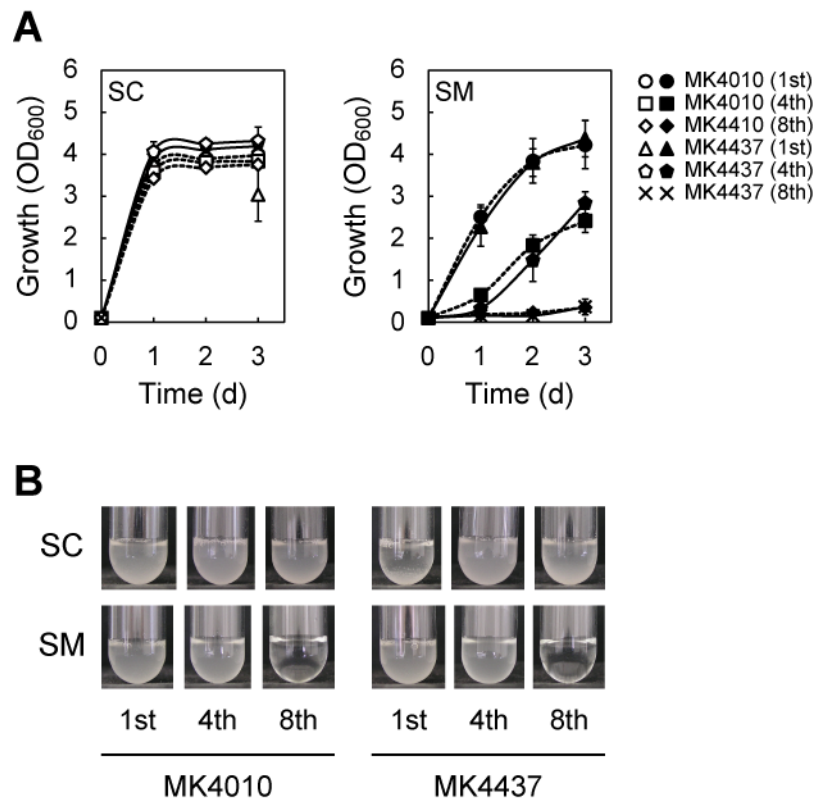 A
SC
SM
6
5
4
3
2
1
0
0 1 2 3
Growth (OD600)
Time (d)
6
5
4
3
2
1
0
0 1 2 3
Growth (OD600)
Time (d)
MK4010 (1st)
MK4010 (4th)
MK4410 (8th)
MK4437 (1st)
MK4437 (4th)
MK4437 (8th)
B
SC
SM
1st 4th 8th 1st 4th 8th
MK4010 MK4437